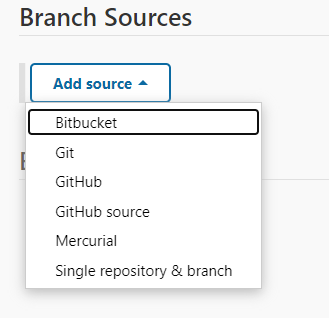 Branch Sources
Add source
Bitbucket
Git
GitHub
GitHub source
Mercurial
Single repository & branch